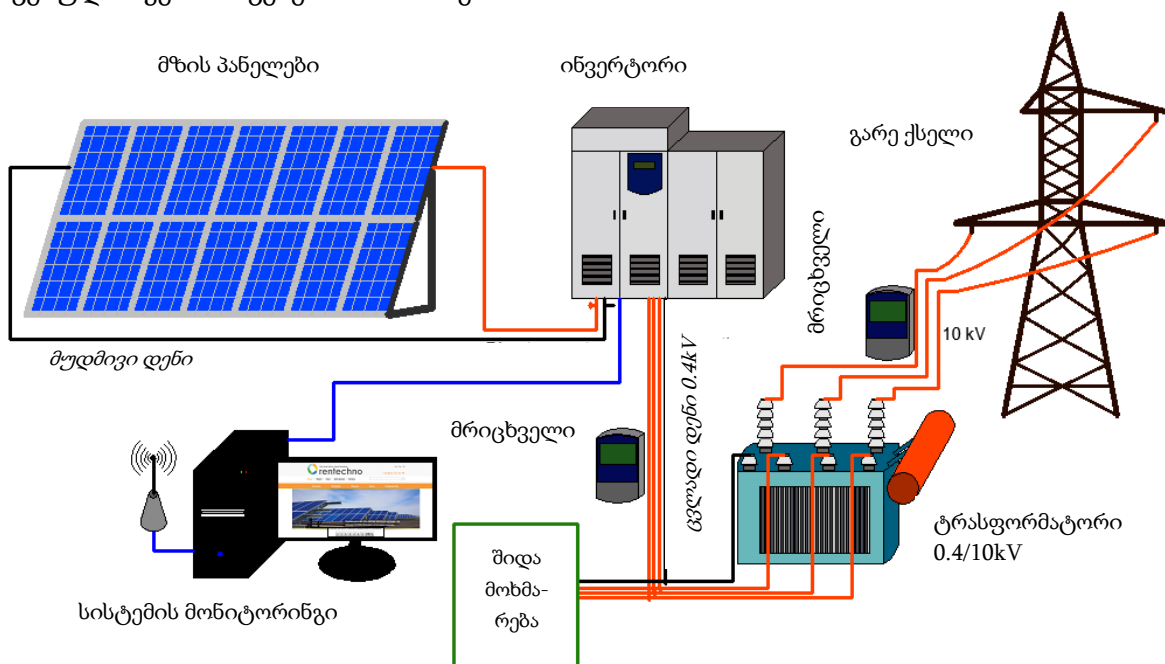 მზის პანელები
ინვერტორი
გარე ქსელი
მრიცხველი
10 kV
მუდმივი დენი
ცვლადი დენი 0.4kV
მრიცხველი
rentechno
შიდა
მოხმა-
რება
ტრასფორმატორი
0.4/10kV
სისტემის მონიტორინგი